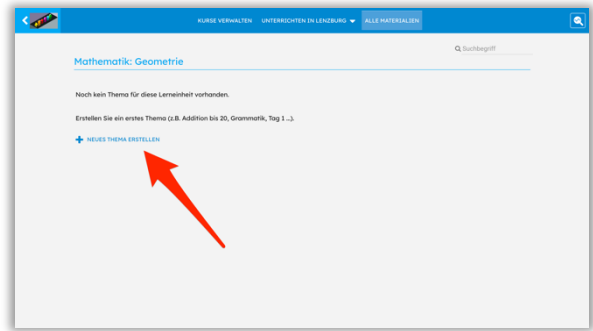 KURSE VERWALTEN UNTERRICHTEN IN LENZBURG ALLE MATERIALIEN
Suchbegriff
Mathematik: Geometrie
Noch kein Thema für diese Lerneinheit vorhanden.
Erstellen Sie ein erstes Thema (z.B. Addition bis 20, Grammatik, Tag 1 ...).
NEUES THEMA ERSTELLEN